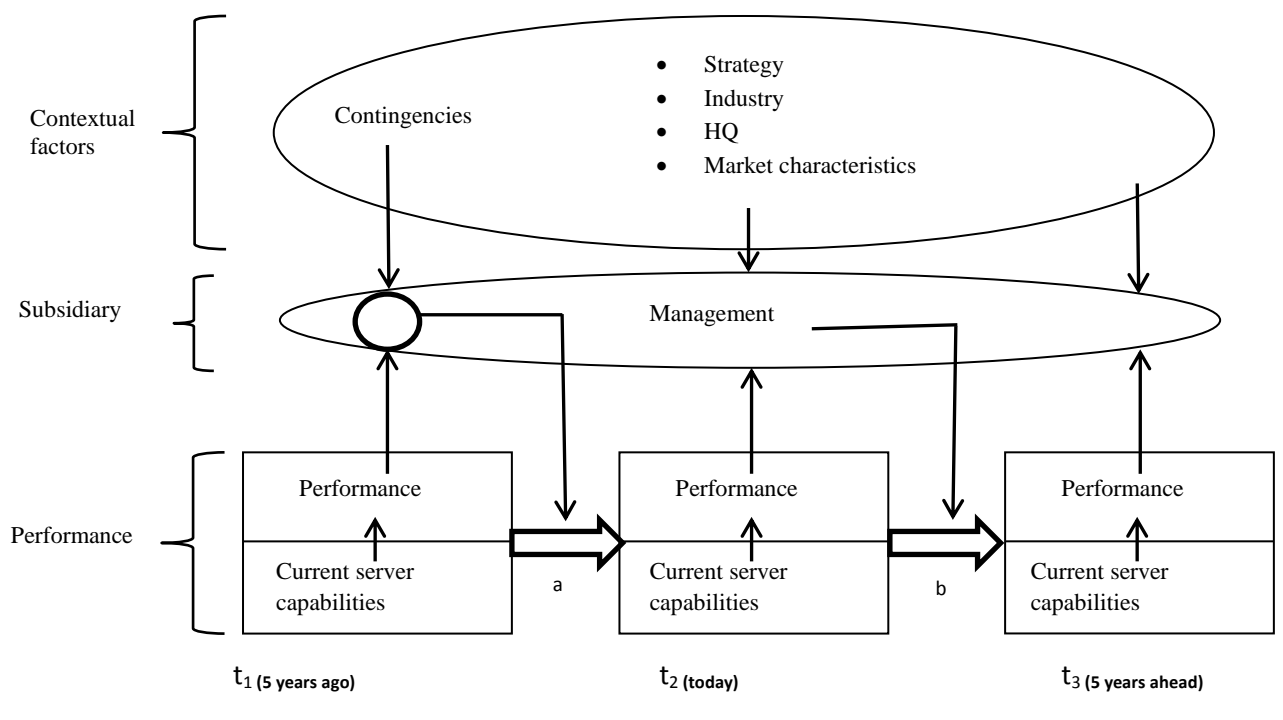 • Strategy
• Industry
• HQ
• Market characteristics
Contingencies
Contextual
factors
Subsidiary
Management
Performance
Performance
Performance
Performance
Current server
capabilities
Current server
capabilities
Current server
capabilities
a
b
t1 (5 years ago)
t2 (today)
t3 (5 years ahead)